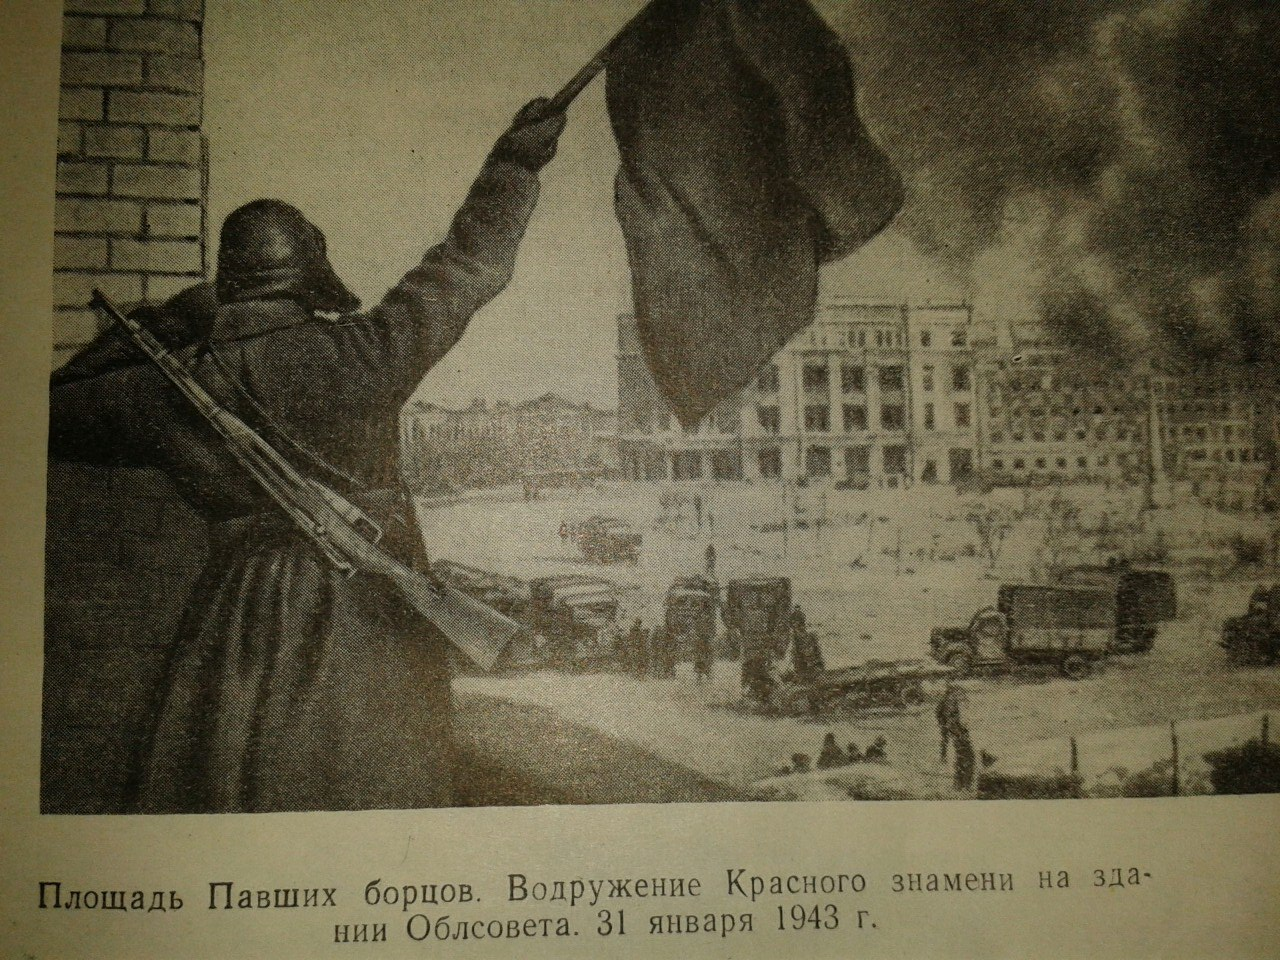 Площадь Павших борцов. Водружение Красного знамени на зда-
нии Облсовета. 31 января 1943 г.